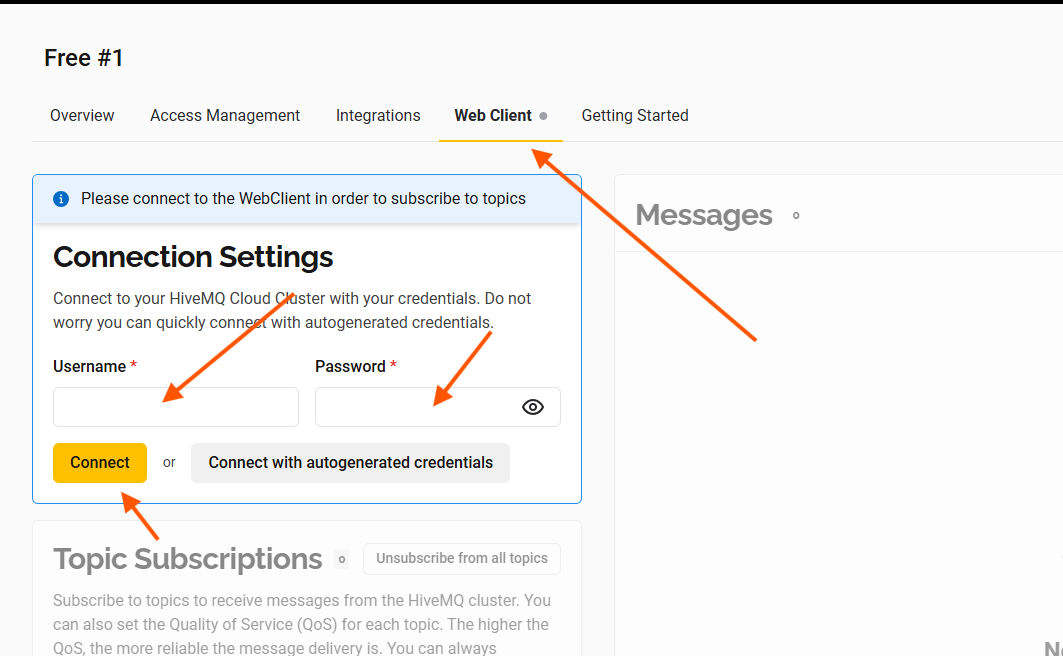 Free #1
Overview Access Management Integrations Web Client Getting Started
Please connect to the WebClient in order to subscribe to topics
Connection Settings
Connect to your HiveMQ Cloud Cluster with your credentials. Do not
worry you can quickly connect with autogenerated credentials.
Username * Password *
Connect or Connect with autogenerated credentials
Messages 0
Topic Subscriptions 0 Unsubscribe from all topics
Subscribe to topics to receive messages from the HiveMQ cluster. You
can also set the Quality of Service (QoS) for each topic. The higher the
QoS, the more reliable the message delivery is. You can always